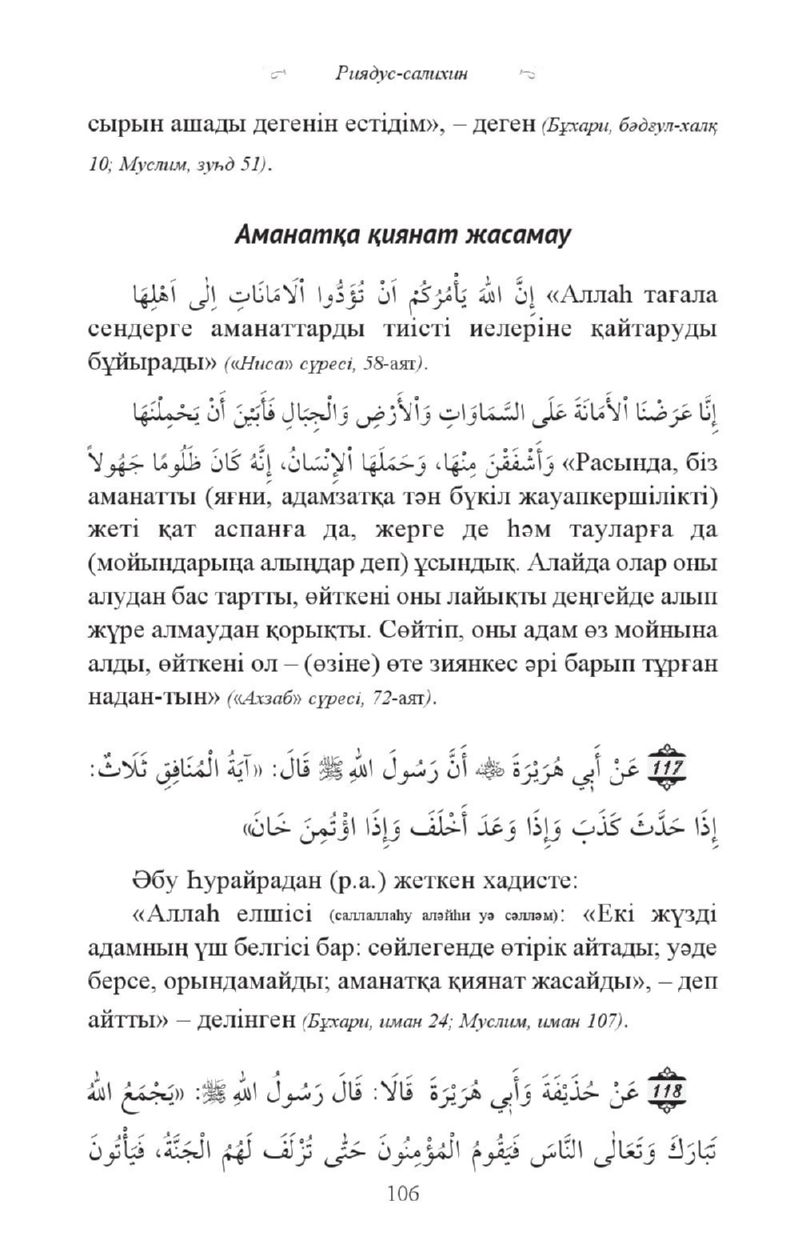 Риядус-салихин
сырын ашады дегенін естідім», – деген (Бұхари, бәдғул-халқ
10; Муслим, зуһд 51).
Аманатқа қиянат жасамау
إِنَّ اللهَ يَأْمُرُكُمْ اَنْ تُؤَدُّوا اْلاَمَانَاتِ اِلٰى اَهْلِهَا «Аллаһ тағала
сендерге аманаттарды тиісті иелеріне қайтаруды
бұйырады» («Ниса» сүресі, 58-аят).
إِنَّا عَرَضْنَا اْلأَمَانَةَ عَلَى السَّمَاوَاتِ وَاْلأَرْضِ وَالْجِبَالِ فَأَبَيْنَ أَنْ يَحْمِلْنَهَا
وَأَشْفَقْنَ مِنْهَا، وَحَمَلَهَا اْلإِنْسَانُ، إِنَّهُ كَانَ ظَلُومًا جَهُولاً «Расында, біз
аманатты (яғни, адамзатқа тән бүкіл жауапкершілікті)
жеті қат аспанға да, жерге де һәм тауларға да
(мойындарыңа алыңдар деп) ұсындық. Алайда олар оны
алудан бас тартты, өйткені оны лайықты деңгейде алып
жүре алмаудан қорықты. Сөйтіп, оны адам өз мойнына
алды, өйткені ол – (өзіне) өте зиянкес әрі барып тұрған
надан-тын» («Ахзаб» сүресі, 72-аят).
117 عَنْ أَبِي هُرَيْرَةَ ﷺ أَنَّ رَسُولَ اللهِ ﷺ قَالَ: «آيَةُ الْمُنَافِقِ ثَلَاثٌ:
إِذَا حَدَّثَ كَذَبَ وَإِذَا وَعَدَ أَخْلَفَ وَإِذَا اؤْتُمِنَ خَانَ»
Әбу Һурайрадан (р.а.) жеткен хадисте:
«Аллаһ елшісі (саллаллаһу аләйһи уә сәлләм): «Екі жүзді
адамның үш белгісі бар: сөйлегенде өтірік айтады; уәде
берсе, орындамайды; аманатқа қиянат жасайды», – деп
айтты» – делінген (Бұхари, иман 24; Муслим, иман 107).
118 عَنْ حُذَيْفَةَ وَأَبِي هُرَيْرَةَ قَالَا: قَالَ رَسُولُ اللهِ ﷺ: «يَجْمَعُ اللهُ
تَبَارَكَ وَتَعَالٰى النَّاسَ فَيَقُومُ الْمُؤْمِنُونَ حَتّٰى تُزْلَفَ لَهُمُ الْجَنَّةُ، فَيَأْتُونَ
106